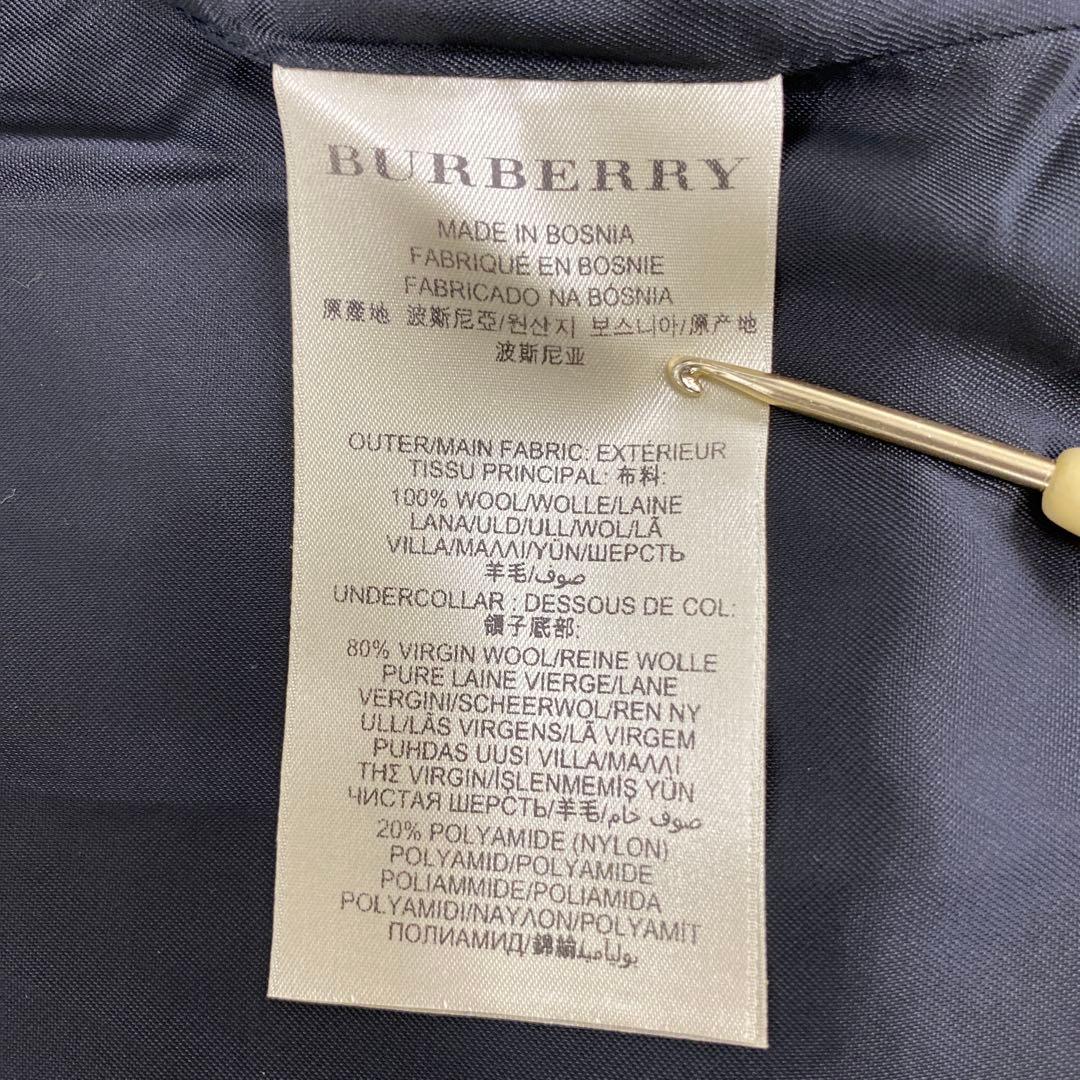 BURBERRY
MADE IN BOSNIA
FABRIQUÉ EN BOSNIE
FABRICADO NA BÓSNIA
原產地 波斯尼亞/원산지 보스니아/原产地
波斯尼亚
OUTER/MAIN FABRIC: EXTÉRIEUR
TISSU PRINCIPAL: 布料:
100% WOOL/WOLLE/LAINE
LANA/ULD/ULL/WOL/LÃ
VILLA/ΜΑΛΛΙ/YÜN/ШЕРСТЬ
羊毛/صوف
UNDERCOLLAR : DESSOUS DE COL:
領子底部:
80% VIRGIN WOOL/REINE WOLLE
PURE LAINE VIERGE/LANE
VERGINI/SCHEERWOL/REN NY
ULL/LÃS VIRGENS/LÃ VIRGEM
PUHDAS UUSI VILLA/ΜΑΛΛΙ
ΤΗΣ VIRGIN/İŞLENMEMİŞ YÜN
ЧИСТАЯ ШЕРСТЬ/羊毛/صوف خام
20% POLYAMIDE (NYLON)
POLYAMID/POLYAMIDE
POLIAMMIDE/POLIAMIDA
POLYAMIDI/ΝΑΥΛΟΝ/POLYAMİT
ПОЛИАМИД/錦綸/بوليأميد